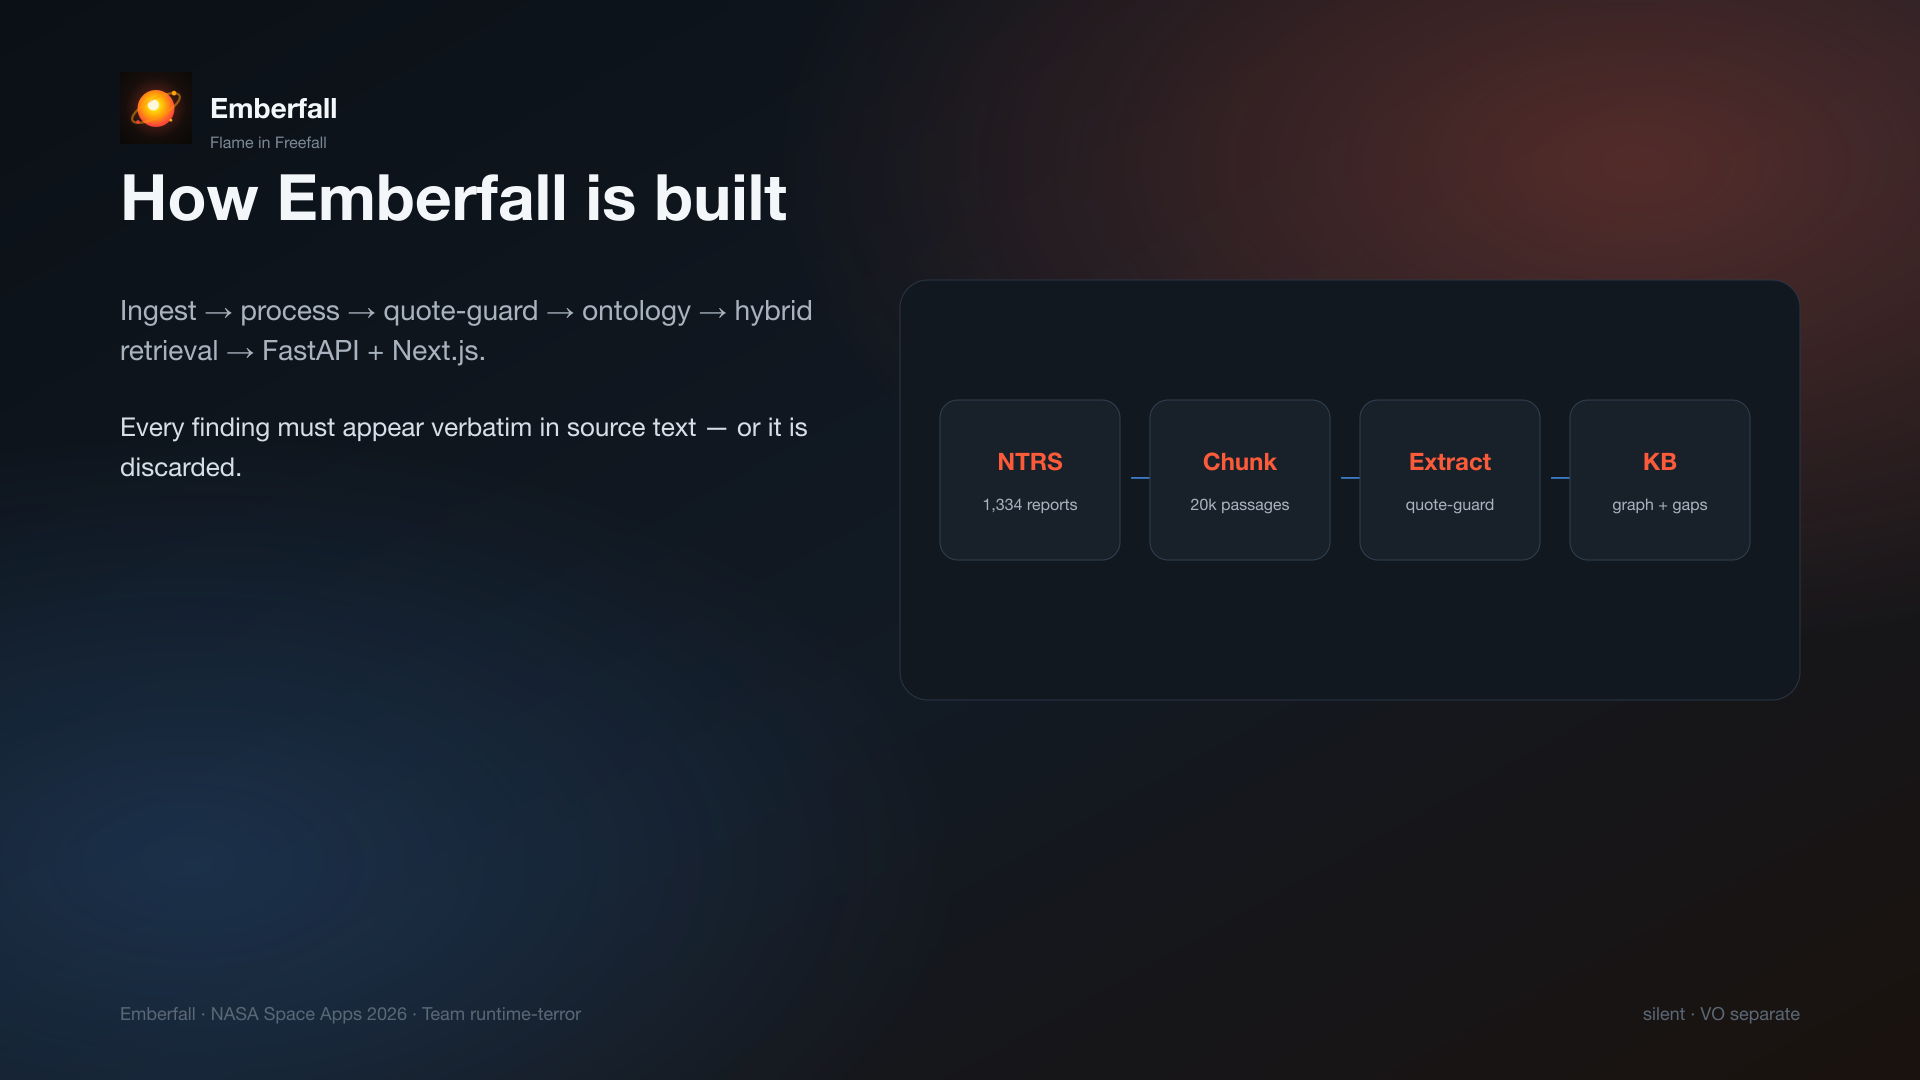 Emberfall
Flame in Freefall
How Emberfall is built
Ingest → process → quote-guard → ontology → hybrid
retrieval → FastAPI + Next.js.
Every finding must appear verbatim in source text — or it is
discarded.
NTRS
1,334 reports
Chunk
20k passages
Extract
quote-guard
KB
graph + gaps
Emberfall · NASA Space Apps 2026 · Team runtime-terror
silent · VO separate